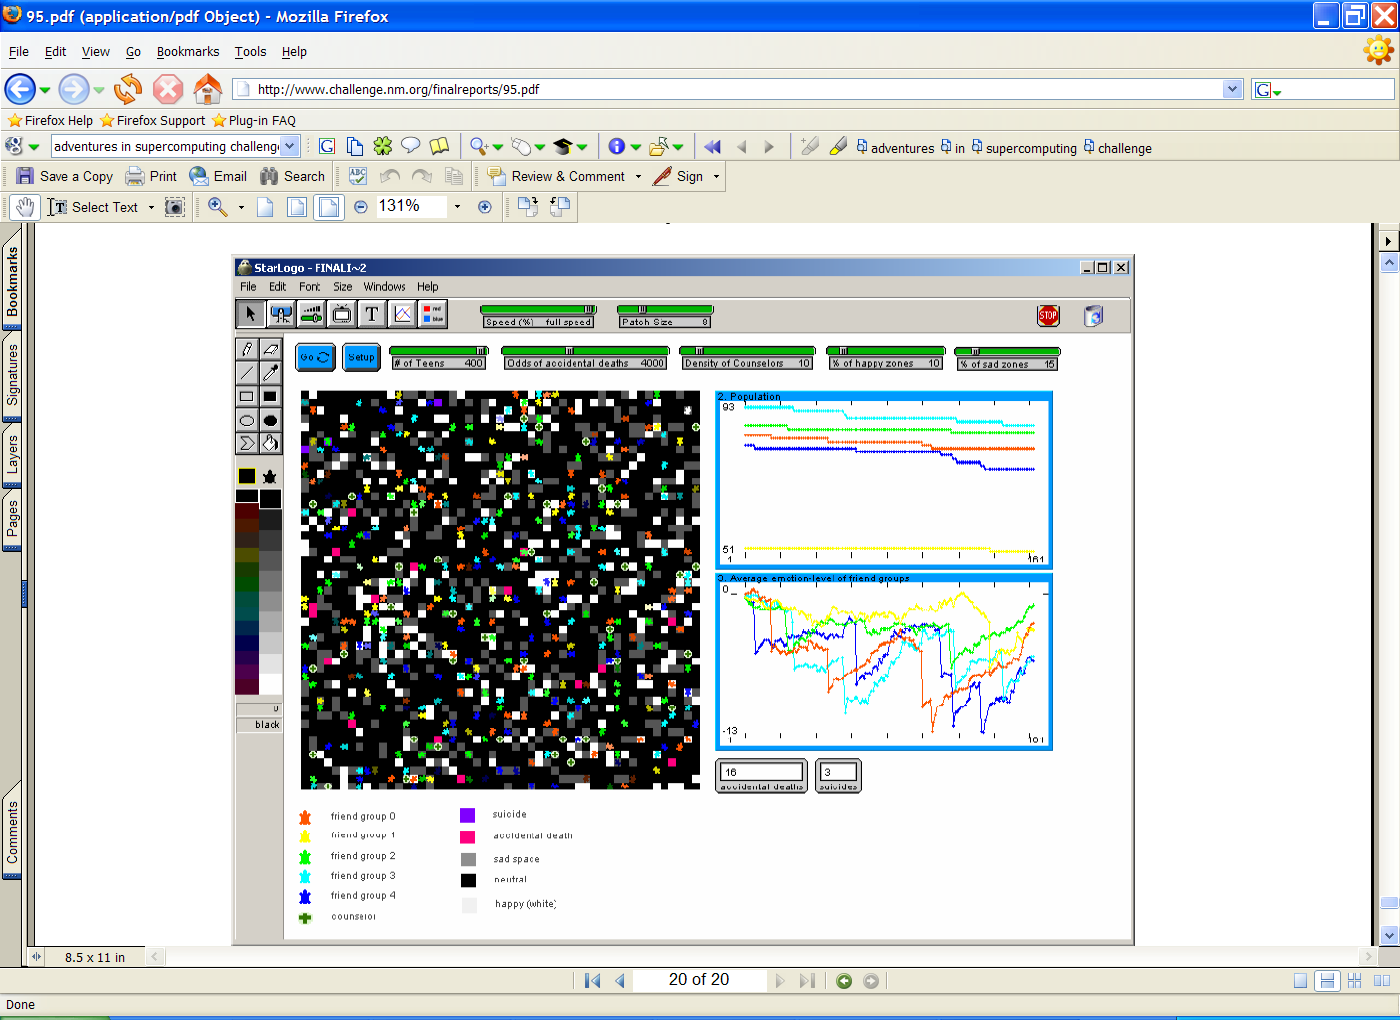 95.pdf (application/pdf Object) - Mozilla Firefox
File Edit View Go Bookmarks Tools Help
http://www.challenge.nm.org/finalreports/95.pdf
Firefox Help Firefox Support Plug-in FAQ
adventures in supercomputing challeng adventures in supercomputing challenge
Save a Copy Print Email Search Review & Comment Sign
Select Text 131%
Bookmarks
Signatures
Layers
Pages
Comments
StarLogo - FINALI~2
File Edit Font Size Windows Help
T red
blue
Speed (%) full speed Patch Size 8 STOP
Go Setup
# of Teens 400 Odds of accidental deaths 4000 Density of Counselors 10 % of happy zones 10 % of sad zones 15
2. Population
93
51
1 161
3. Average emotion-level of friend groups
0
-13
1 161
0
black
16 3
accidental deaths suicides
friend group 0 suicide
friend group 1 accidental death
friend group 2 sad space
friend group 3 neutral
friend group 4 happy (white)
counselor
8.5 x 11 in
20 of 20
Done